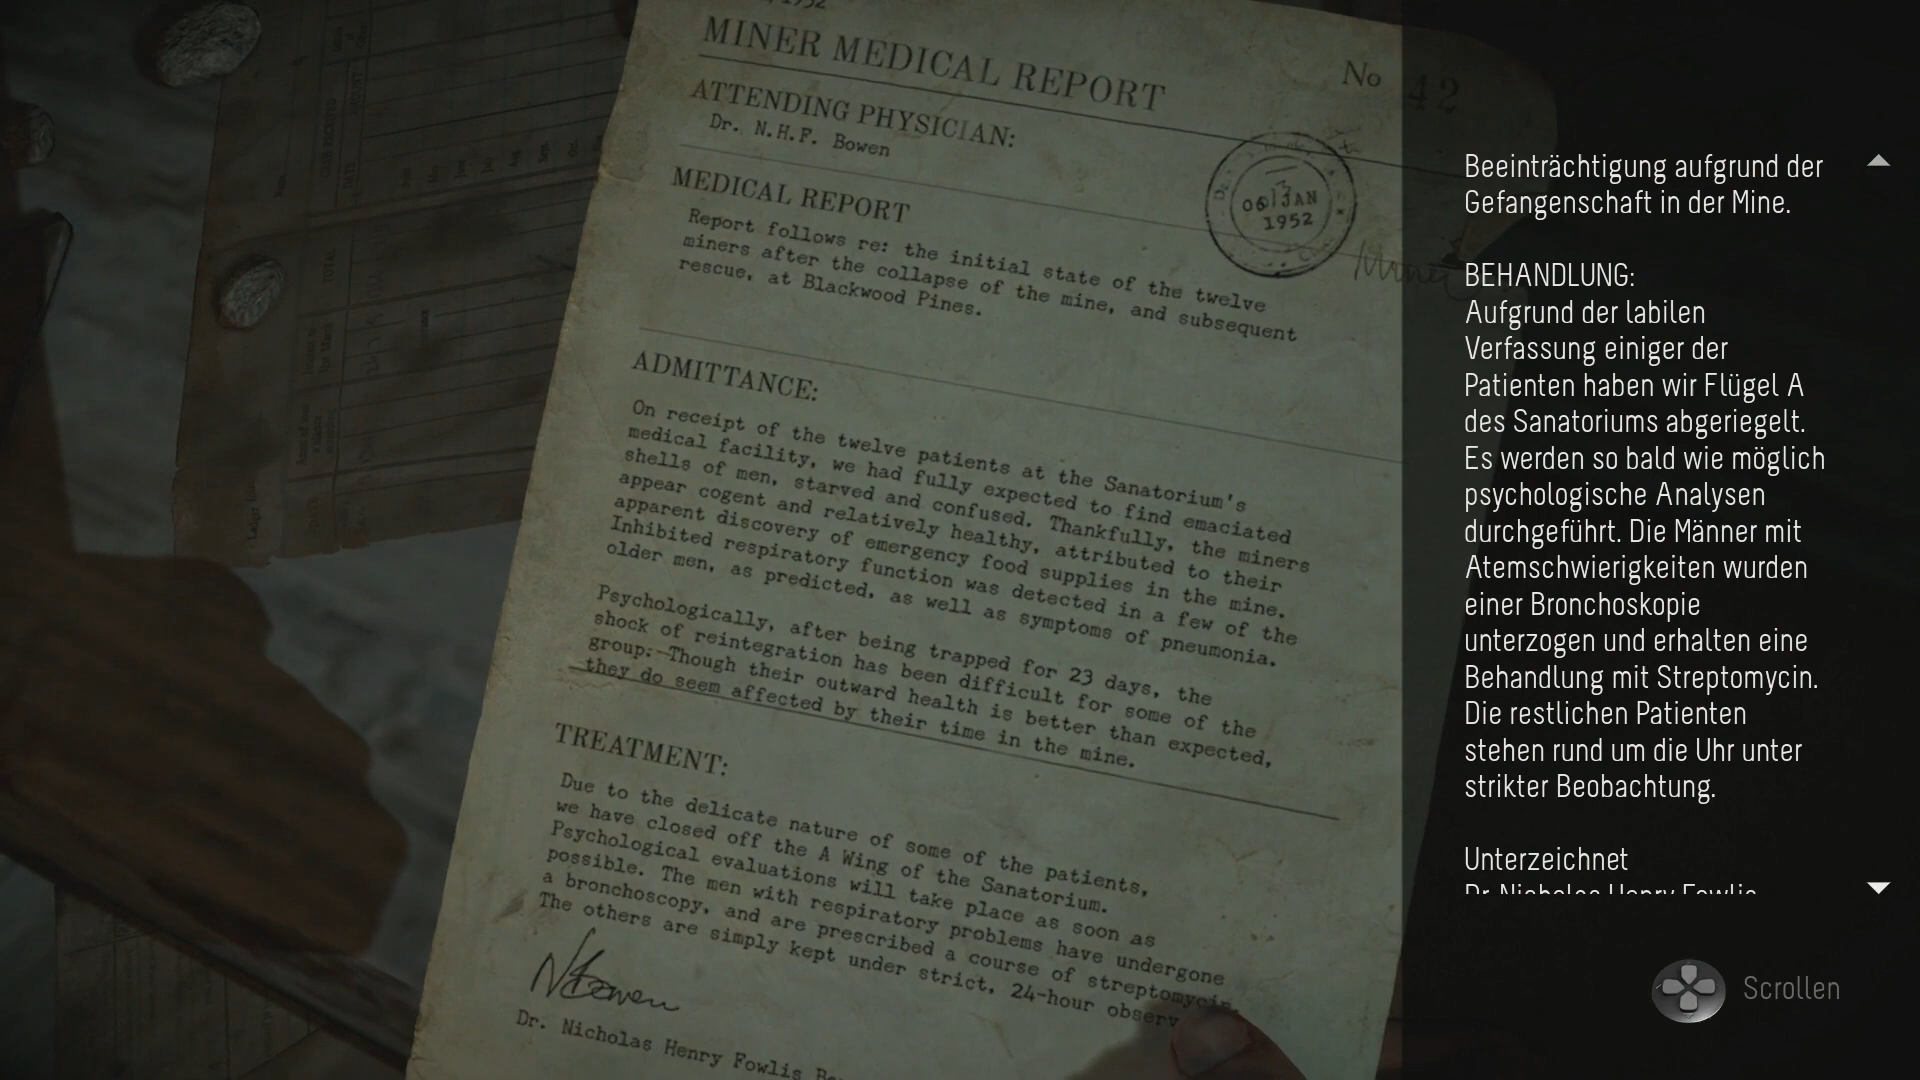 1952
MINER MEDICAL REPORT
No 42
ATTENDING PHYSICIAN:
Dr. N.H.F. Bowen
06 JAN
1952
MEDICAL REPORT
Report follows re: the initial state of the twelve
miners after the collapse of the mine, and subsequent
rescue, at Blackwood Pines.
ADMITTANCE:
On receipt of the twelve patients at the Sanatorium's
medical facility, we had fully expected to find emaciated
shells of men, starved and confused. Thankfully, the miners
appear cogent and relatively healthy, attributed to their
apparent discovery of emergency food supplies in the mine.
Inhibited respiratory function was detected in a few of the
older men, as predicted, as well as symptoms of pneumonia.
Psychologically, after being trapped for 23 days, the
shock of reintegration has been difficult for some of the
group. Though their outward health is better than expected,
they do seem affected by their time in the mine.
TREATMENT:
Due to the delicate nature of some of the patients,
we have closed off the A Wing of the Sanatorium.
Psychological evaluations will take place as soon as
possible. The men with respiratory problems have undergone
a bronchoscopy, and are prescribed a course of streptomycin.
The others are simply kept under strict, 24-hour observ
NBowen
Dr. Nicholas Henry Fowlis
TOTAL
DATE
Beeinträchtigung aufgrund der
Gefangenschaft in der Mine.
BEHANDLUNG:
Aufgrund der labilen
Verfassung einiger der
Patienten haben wir Flügel A
des Sanatoriums abgeriegelt.
Es werden so bald wie möglich
psychologische Analysen
durchgeführt. Die Männer mit
Atemschwierigkeiten wurden
einer Bronchoskopie
unterzogen und erhalten eine
Behandlung mit Streptomycin.
Die restlichen Patienten
stehen rund um die Uhr unter
strikter Beobachtung.
Unterzeichnet
Dr. Nicholas Henry Fowlis
Scrollen